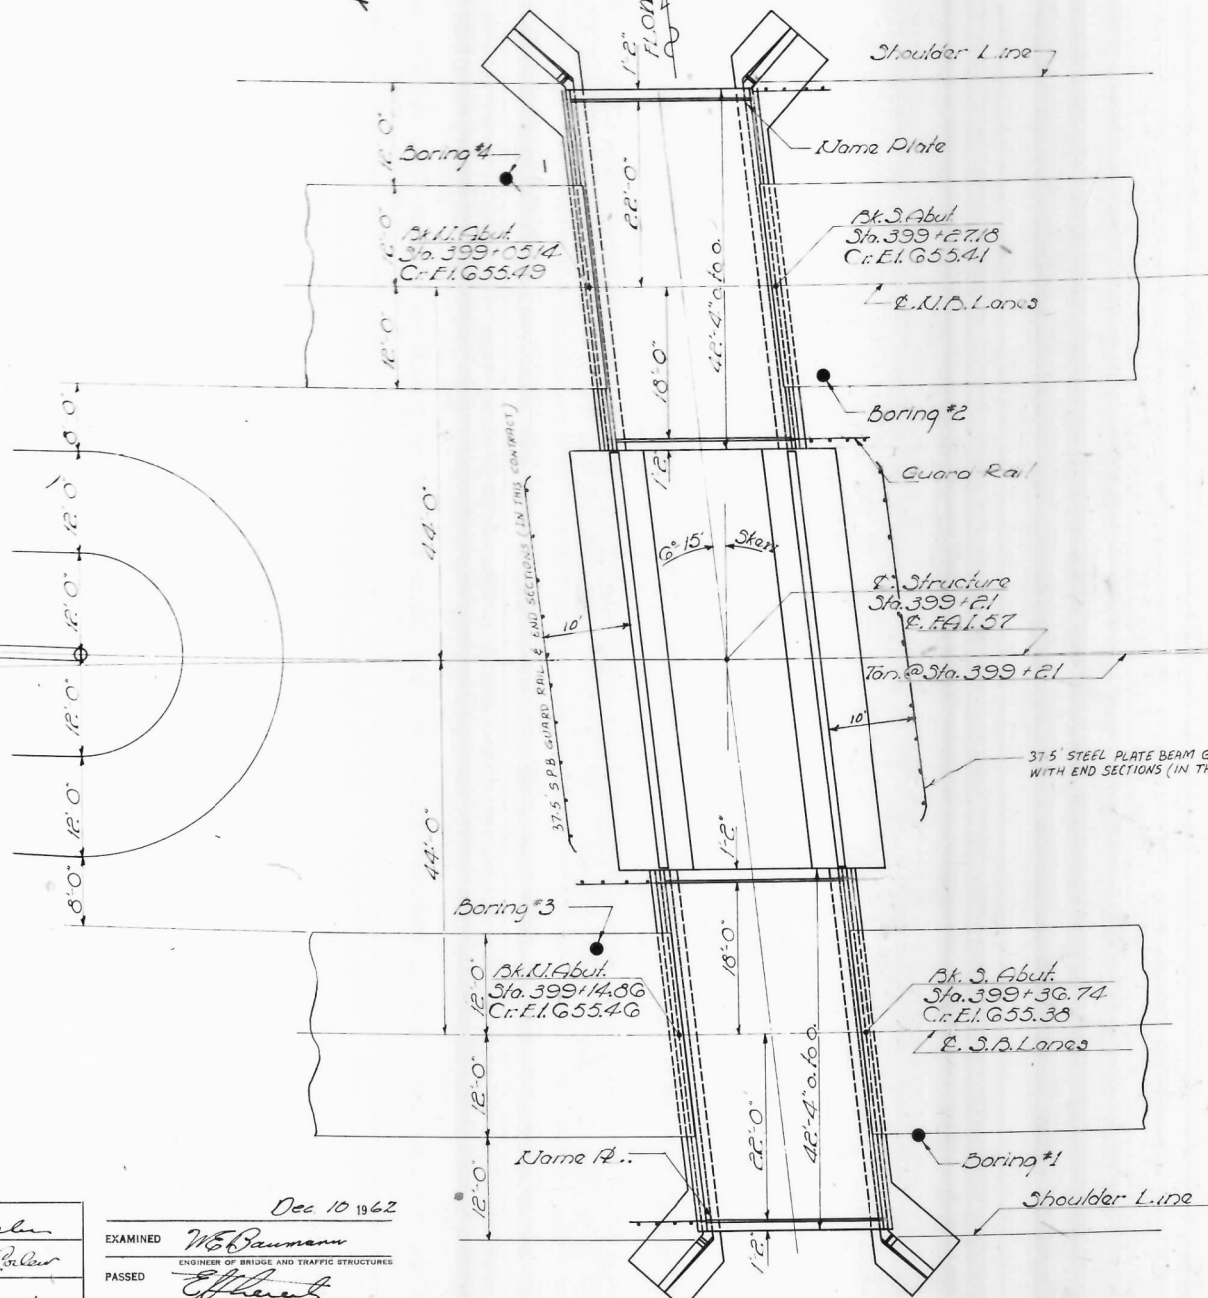 1'-2"
Shoulder Line
12'-0"
Boring #4
Name Plate
22'-0"
Bk. N. Abut.
Sta. 399+05.14
Cr. El. 655.49
12'-0"
Bk. S. Abut.
Sta. 399+27.18
Cr. El. 655.41
℄ N.B. Lanes
12'-0"
18'-0"
42'-4" o. to o.
Boring #2
8'-0"
1'-2"
Guard Rail
12'-0"
44'-0"
37.5' S.P.B. GUARD RAIL & END SECTIONS (IN THIS CONTRACT)
6°-15' Skew
12'-0"
℄ Structure
Sta. 399+21
℄ F.A.I. 57
10'
Tan. @ Sta. 399+21
12'-0"
10'
37.5' STEEL PLATE BEAM G
WITH END SECTIONS (IN TH
12'-0"
44'-0"
1'-2"
8'-0"
Boring #3
18'-0"
12'-0"
Bk. N. Abut.
Sta. 399+14.86
Cr. El. 655.46
Bk. S. Abut.
Sta. 399+36.74
Cr. El. 655.38
℄ S.B. Lanes
12'-0"
22'-0"
42'-4" o. to o.
Name Pl.
Boring #1
12'-0"
Shoulder Line
1'-2"
Dec. 10 1962
EXAMINED W E Baumann
ENGINEER OF BRIDGE AND TRAFFIC STRUCTURES
PASSED